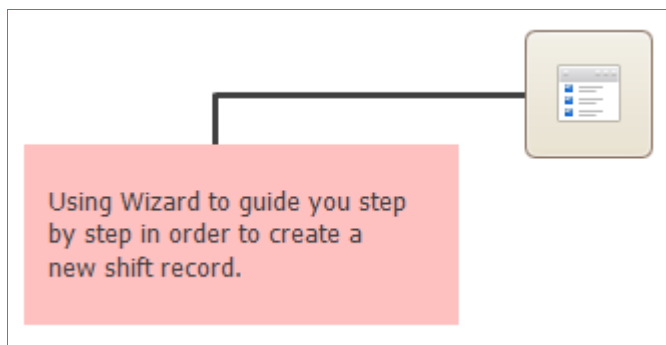 Using Wizard to guide you step
by step in order to create a
new shift record.